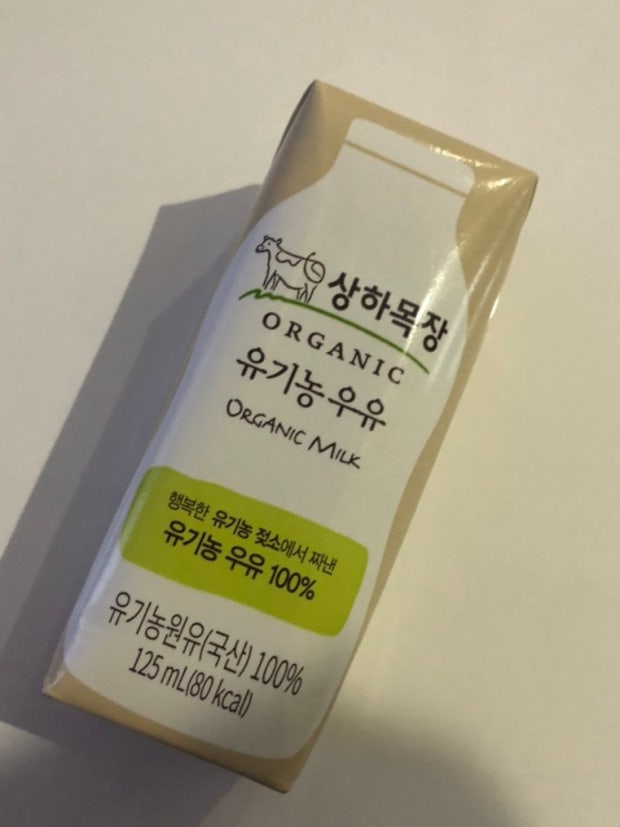 상하목장
ORGANIC
유기농우유
ORGANIC MILK
행복한 유기농 젖소에서 짜낸
유기농 우유 100%
유기농원유(국산) 100%
125 mL(80 kcal)